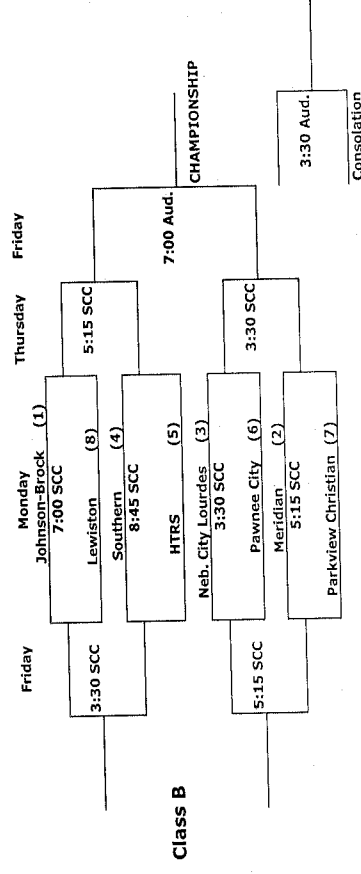 Class B
Friday
Monday
Thursday
Friday
Johnson-Brock (1)
7:00 SCC
Lewiston (8)
Southern (4)
8:45 SCC
HTRS (5)
Neb. City Lourdes (3)
3:30 SCC
Pawnee City (6)
Meridian (2)
5:15 SCC
Parkview Christian (7)
3:30 SCC
5:15 SCC
5:15 SCC
3:30 SCC
7:00 Aud.
CHAMPIONSHIP
3:30 Aud.
Consolation